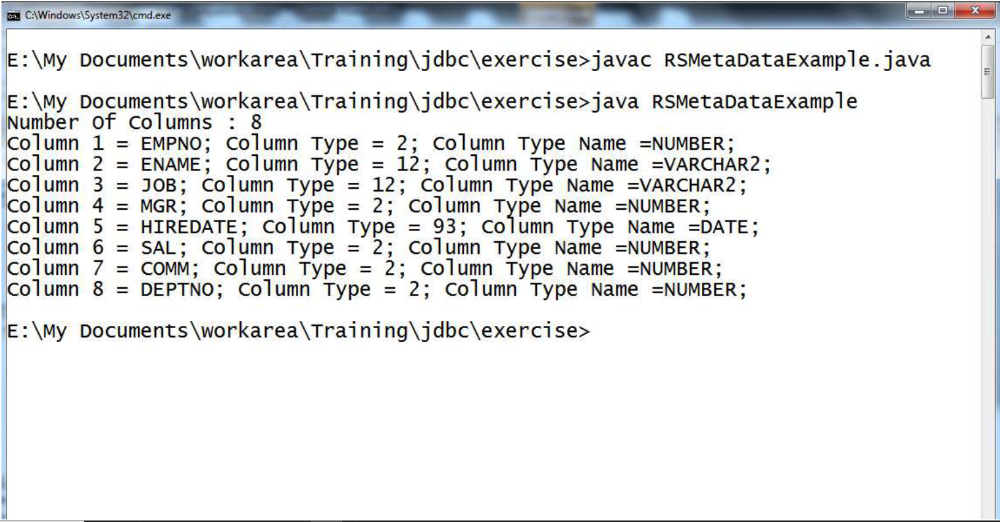 C:\Windows\System32\cmd.exe
E:\My Documents\workarea\Training\jdbc\exercise>javac RSMetaDataExample.java
E:\My Documents\workarea\Training\jdbc\exercise>java RSMetaDataExample
Number Of Columns : 8
Column 1 = EMPNO; Column Type = 2; Column Type Name =NUMBER;
Column 2 = ENAME; Column Type = 12; Column Type Name =VARCHAR2;
Column 3 = JOB; Column Type = 12; Column Type Name =VARCHAR2;
Column 4 = MGR; Column Type = 2; Column Type Name =NUMBER;
Column 5 = HIREDATE; Column Type = 93; Column Type Name =DATE;
Column 6 = SAL; Column Type = 2; Column Type Name =NUMBER;
Column 7 = COMM; Column Type = 2; Column Type Name =NUMBER;
Column 8 = DEPTNO; Column Type = 2; Column Type Name =NUMBER;
E:\My Documents\workarea\Training\jdbc\exercise>